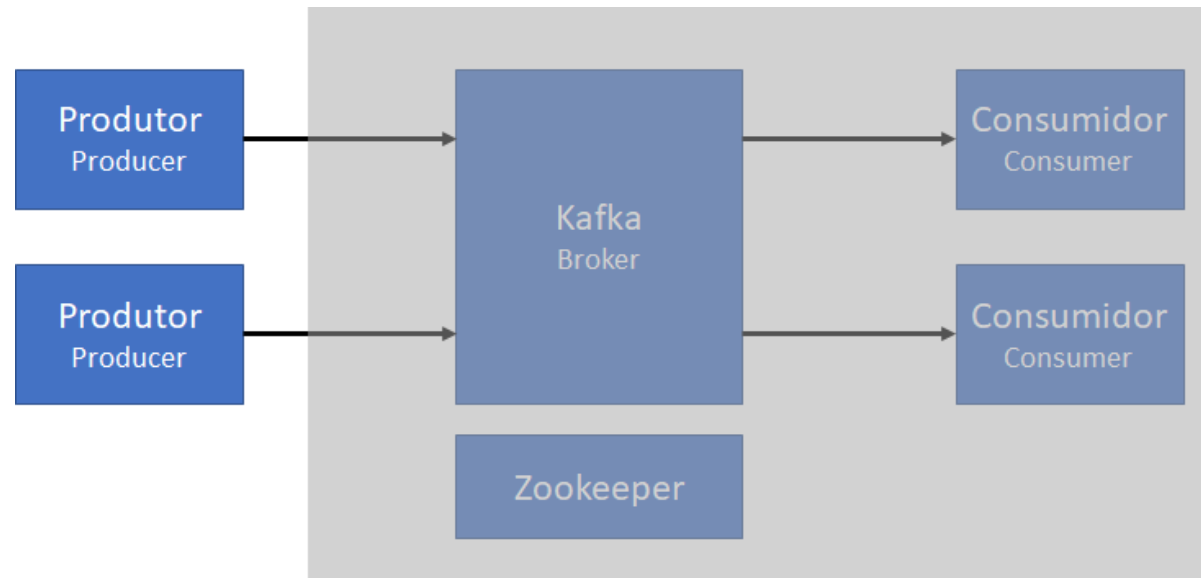 Produtor
Producer
Kafka
Broker
Consumidor
Consumer
Produtor
Producer
Consumidor
Consumer
Zookeeper